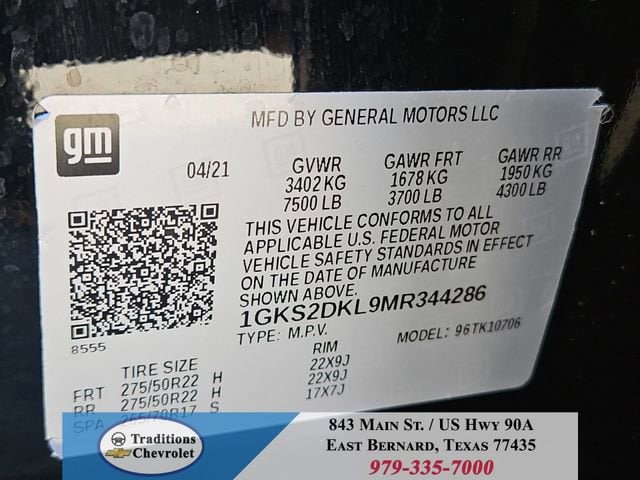 gm
MFD BY GENERAL MOTORS LLC
04/21
GVWR
3402 KG
7500 LB
GAWR FRT
1678 KG
3700 LB
GAWR RR
1950 KG
4300 LB
THIS VEHICLE CONFORMS TO ALL
APPLICABLE U.S. FEDERAL MOTOR
VEHICLE SAFETY STANDARDS IN EFFECT
ON THE DATE OF MANUFACTURE
SHOWN ABOVE.
1GKS2DKL9MR344286
TYPE: M.P.V.
MODEL: 96TK10706
8555
TIRE SIZE RIM
FRT 275/50R22 H 22X9J
RR 275/50R22 H 22X9J
SPA 265/70R17 S 17X7J
Traditions
Chevrolet
843 Main St. / US Hwy 90A
East Bernard, Texas 77435
979-335-7000